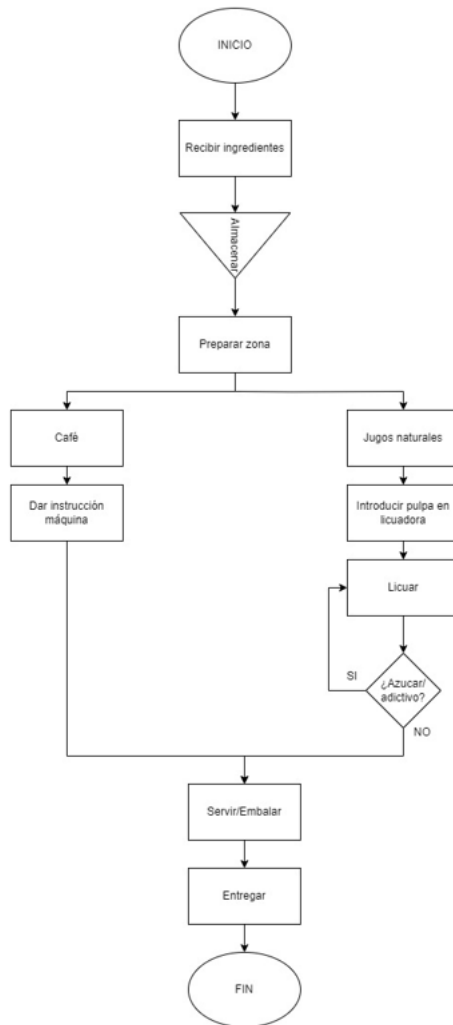 INICIO
Recibir ingredientes
Almacenar
Preparar zona
Cafè
Jugos naturales
Dar instrucción
máquina
Introducir pulpa en
licuadora
Licuar
¿Azucar/
adictivo?
SI
NO
Servir/Embalar
Entregar
FIN